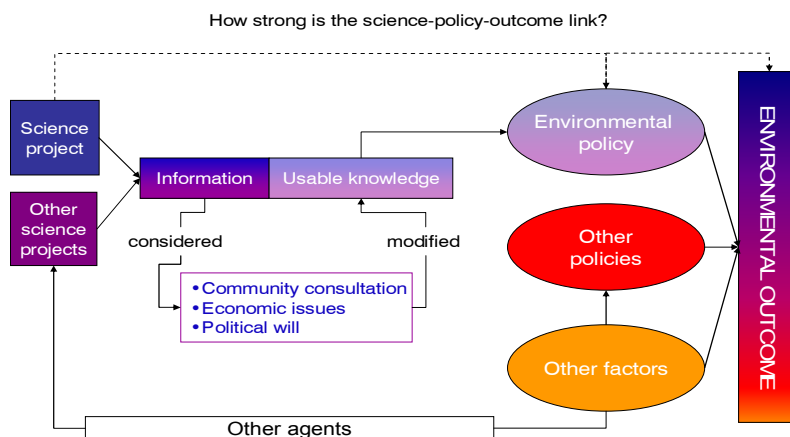 How strong is the science-policy-outcome link?
Science
project
Environmental
policy
Information
Usable knowledge
Other
science
projects
considered
modified
Other
policies
• Community consultation
• Economic issues
• Political will
Other factors
Other agents
ENVIRONMENTAL OUTCOME